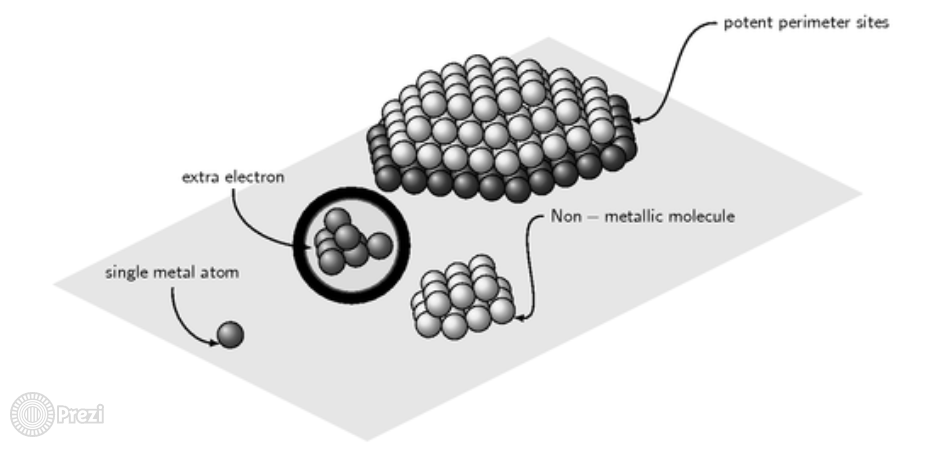 potent perimeter sites
extra electron
Non – metallic molecule
single metal atom
Prezi